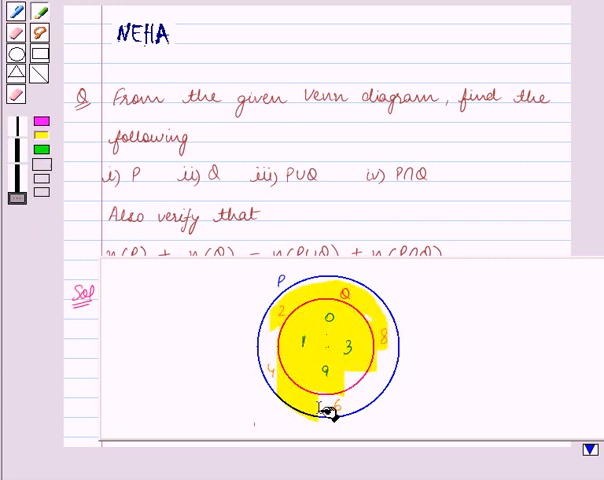 NEHA
Q From the given Venn diagram, find the
following
i) P ii) Q iii) P∪Q iv) P∩Q
Also verify that
n(P) + n(Q) = n(P∪Q) + n(P∩Q)
Sol
P
Q
2 0
1 3 8
4 9
6